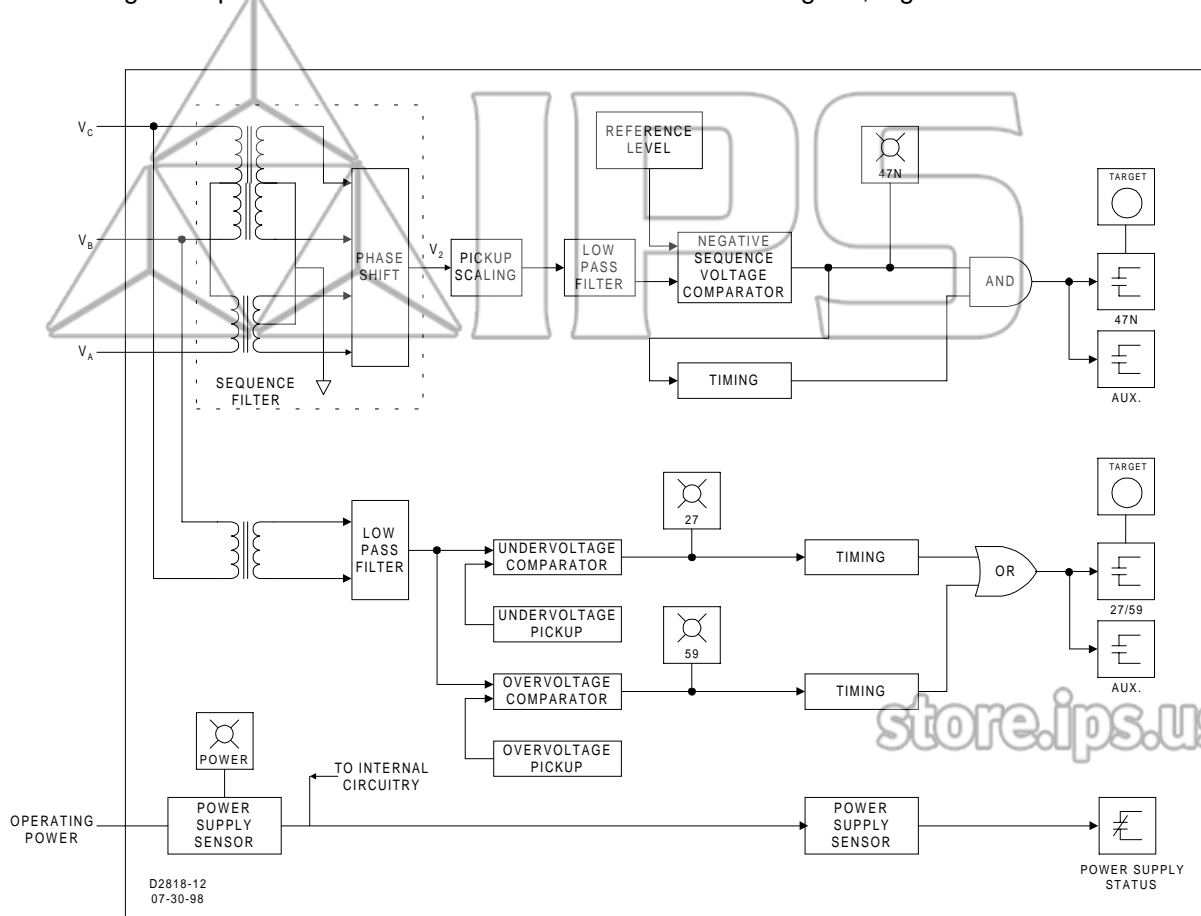 V_C
REFERENCE
LEVEL
47N
TARGET
V_B
PHASE
SHIFT
V_2
PICKUP
SCALING
LOW
PASS
FILTER
NEGATIVE
SEQUENCE
VOLTAGE
COMPARATOR
AND
47N
V_A
SEQUENCE
FILTER
TIMING
AUX.
IPS
LOW
PASS
FILTER
27
TARGET
UNDERVOLTAGE
COMPARATOR
TIMING
OR
27/59
UNDERVOLTAGE
PICKUP
59
OVERVOLTAGE
COMPARATOR
TIMING
AUX.
store.ips.us
OVERVOLTAGE
PICKUP
POWER
TO INTERNAL
CIRCUITRY
OPERATING
POWER
POWER
SUPPLY
SENSOR
POWER
SUPPLY
SENSOR
POWER SUPPLY
STATUS
D2818-12
07-30-98